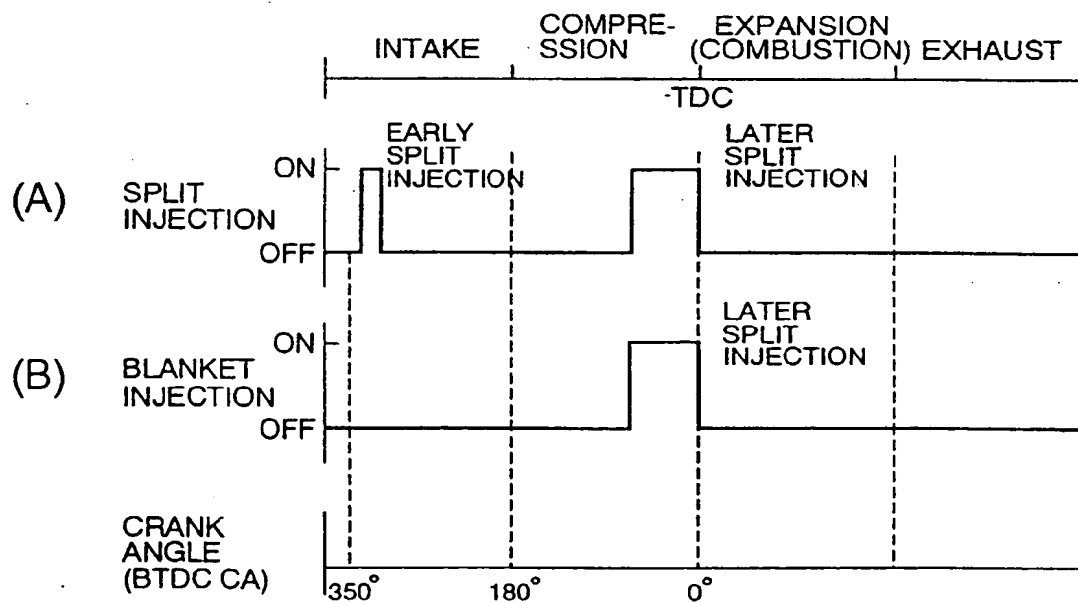 INTAKE
COMPRE-
SSION
EXPANSION
(COMBUSTION)
EXHAUST
-TDC
(A)
SPLIT
INJECTION
ON
OFF
EARLY
SPLIT
INJECTION
LATER
SPLIT
INJECTION
(B)
BLANKET
INJECTION
ON
OFF
LATER
SPLIT
INJECTION
CRANK
ANGLE
(BTDC CA)
350°
180°
0°